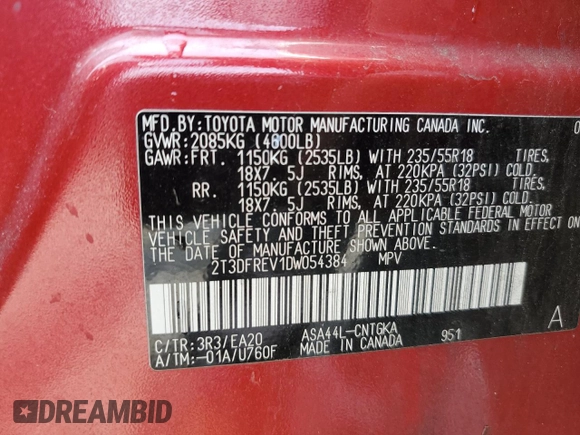 MFD.BY:TOYOTA MOTOR MANUFACTURING CANADA INC. 0
GVWR:2085KG (4600LB)
GAWR:FRT. 1150KG (2535LB) WITH 235/55R18 TIRES,
18X7. 5J RIMS, AT 220KPA (32PSI) COLD.
RR. 1150KG (2535LB) WITH 235/55R18 TIRES,
18X7. 5J RIMS, AT 220KPA (32PSI) COLD.
THIS VEHICLE CONFORMS TO ALL APPLICABLE FEDERAL MOTOR
VEHICLE SAFETY AND THEFT PREVENTION STANDARDS IN EFFECT ON
THE DATE OF MANUFACTURE SHOWN ABOVE.
2T3DFREV1DW054384 MPV
C/TR:3R3/EA20 ASA44L-CNTGKA 951 A
A/TM:-01A/U760F MADE IN CANADA
DREAMBID